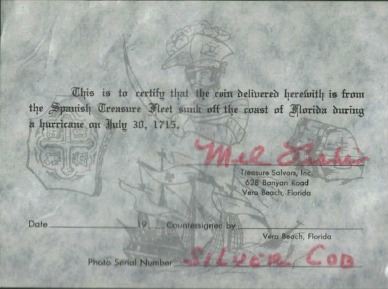 This is to certify that the coin delivered herewith is from
the Spanish Treasure Fleet sunk off the coast of Florida during
a hurricane on July 30, 1715.
Mel Fisher
Treasure Salvors, Inc.
628 Banyan Road
Vero Beach, Florida
Date 19 Countersigned by
Vero Beach, Florida
Photo Serial Number SILVER COB